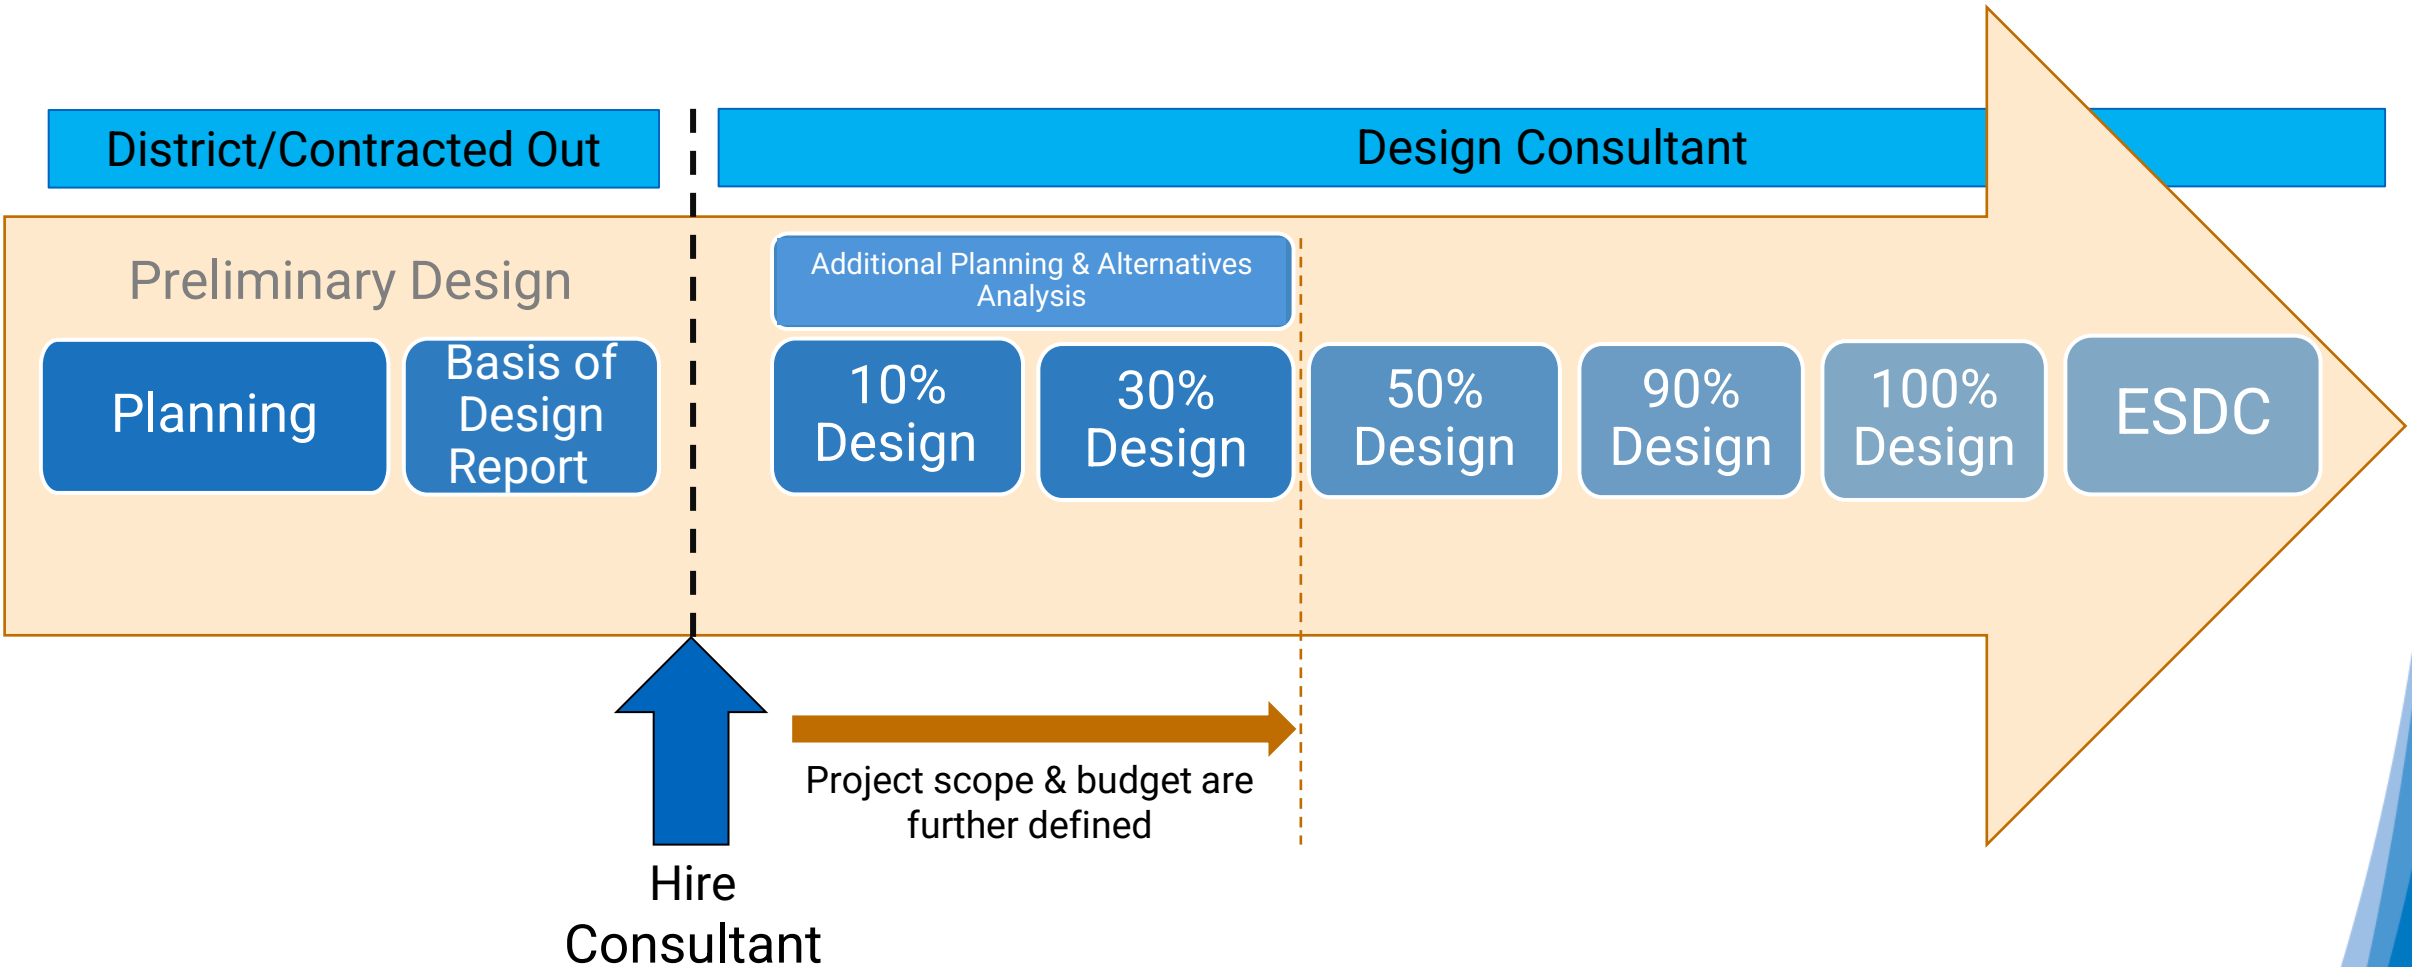 District/Contracted Out
Design Consultant
Preliminary Design
Additional Planning & Alternatives
Analysis
Planning
Basis of
Design
Report
10%
Design
30%
Design
50%
Design
90%
Design
100%
Design
ESDC
Project scope & budget are
further defined
Hire
Consultant